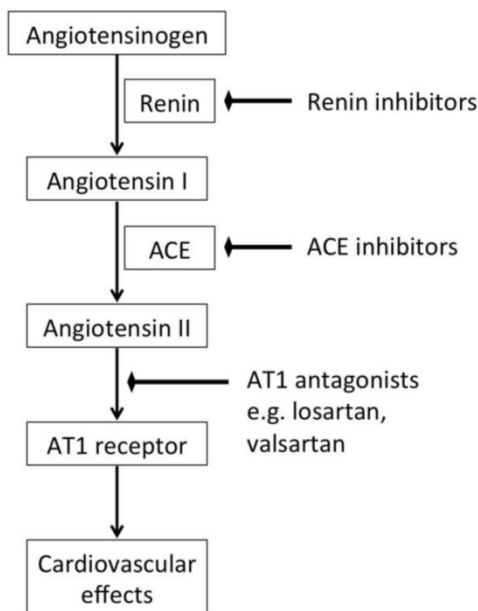 Angiotensinogen
Renin
Renin inhibitors
Angiotensin I
ACE
ACE inhibitors
Angiotensin II
AT1 antagonists
e.g. losartan,
valsartan
AT1 receptor
Cardiovascular
effects